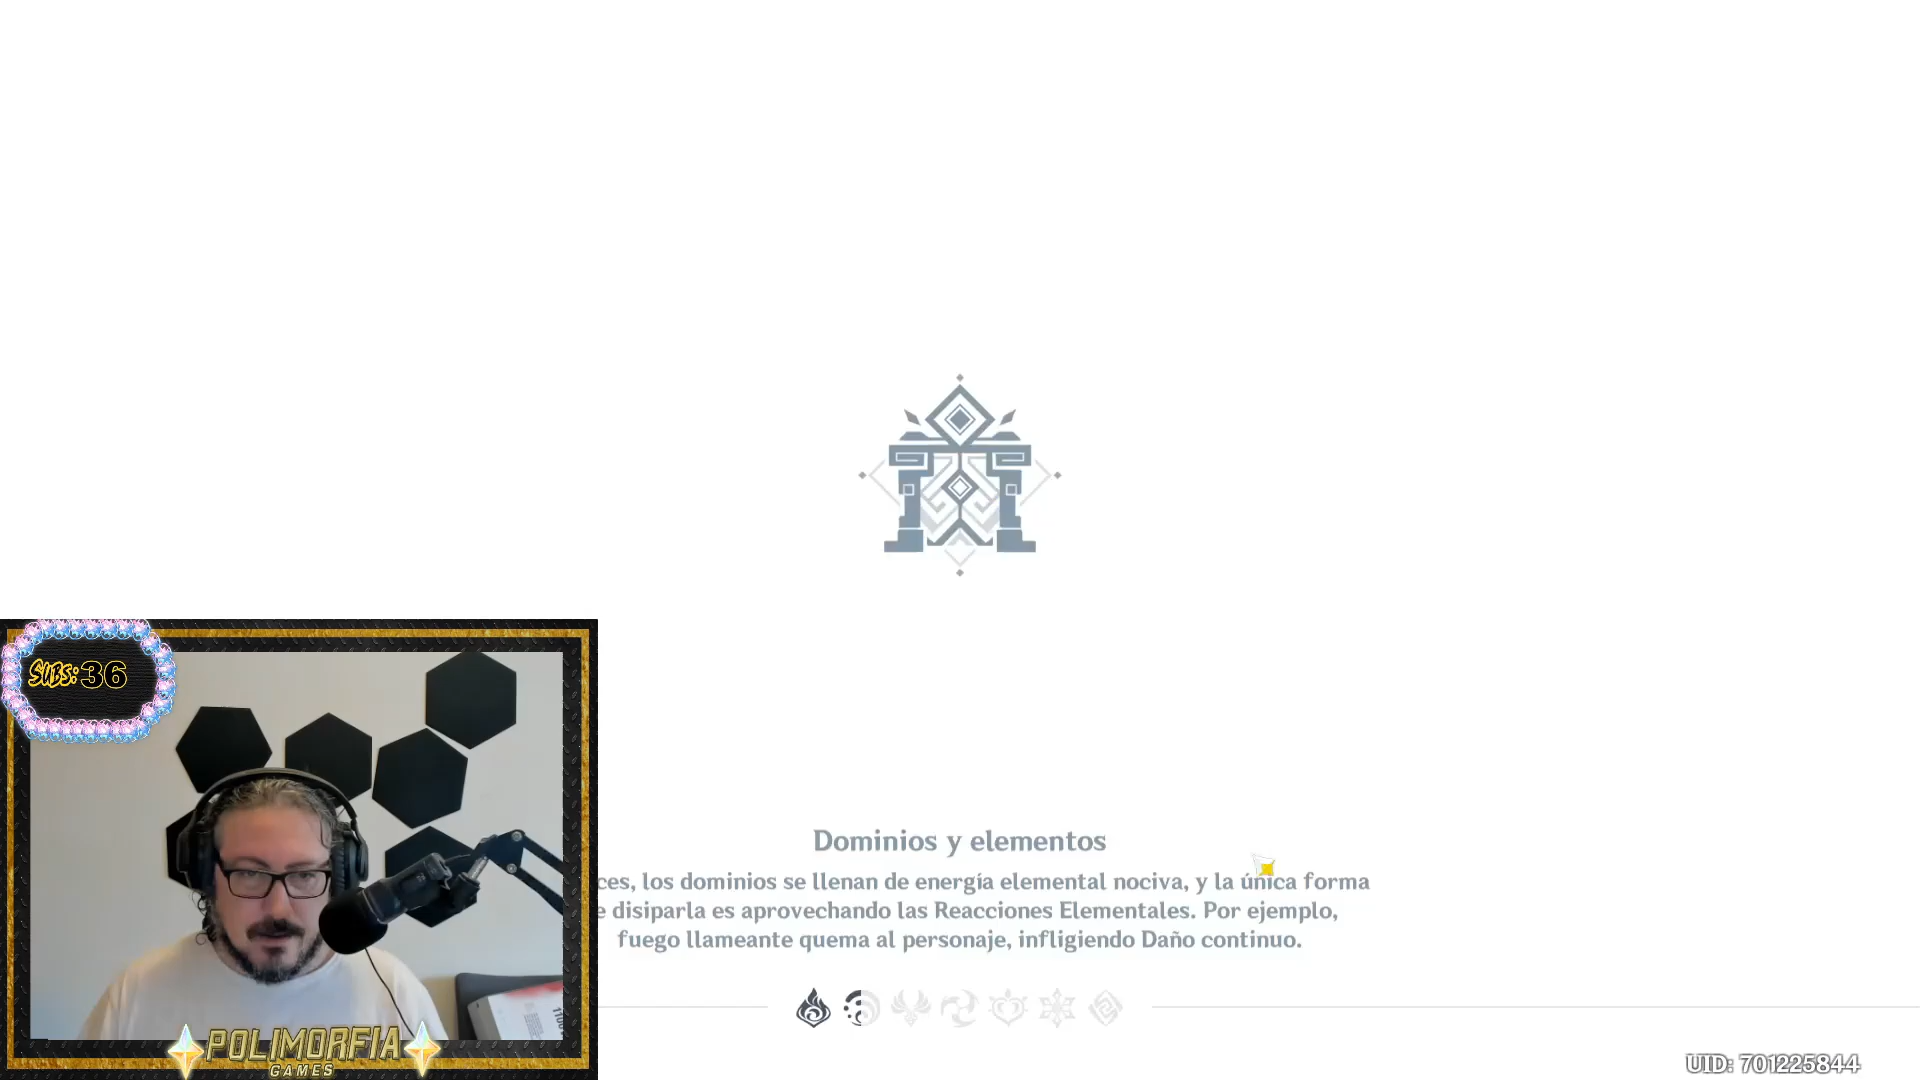 SUBS: 36
Dominios y elementos
ces, los dominios se llenan de energía elemental nociva, y la única forma
e disiparla es aprovechando las Reacciones Elementales. Por ejemplo,
fuego llameante quema al personaje, infligiendo Daño continuo.
POLIMORFIA
GAMES
UID: 701225844